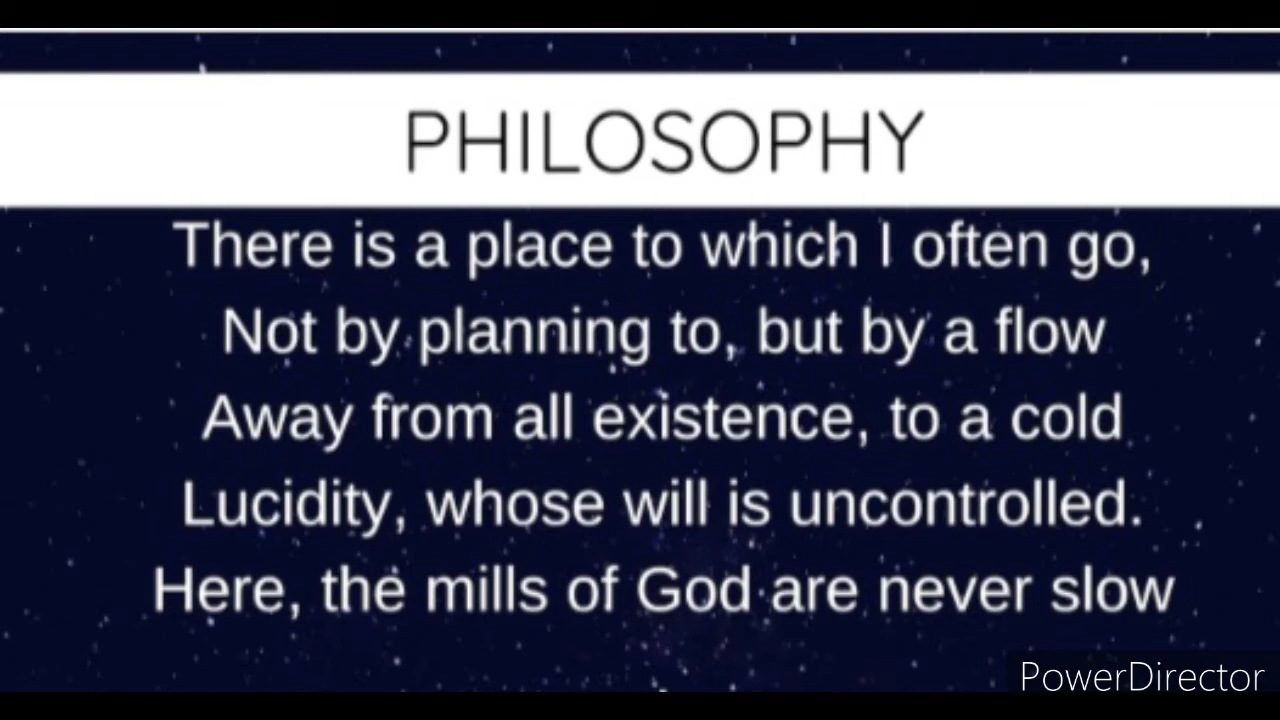 PHILOSOPHY
There is a place to which I often go,
Not by planning to, but by a flow
Away from all existence, to a cold
Lucidity, whose will is uncontrolled.
Here, the mills of God are never slow
PowerDirector